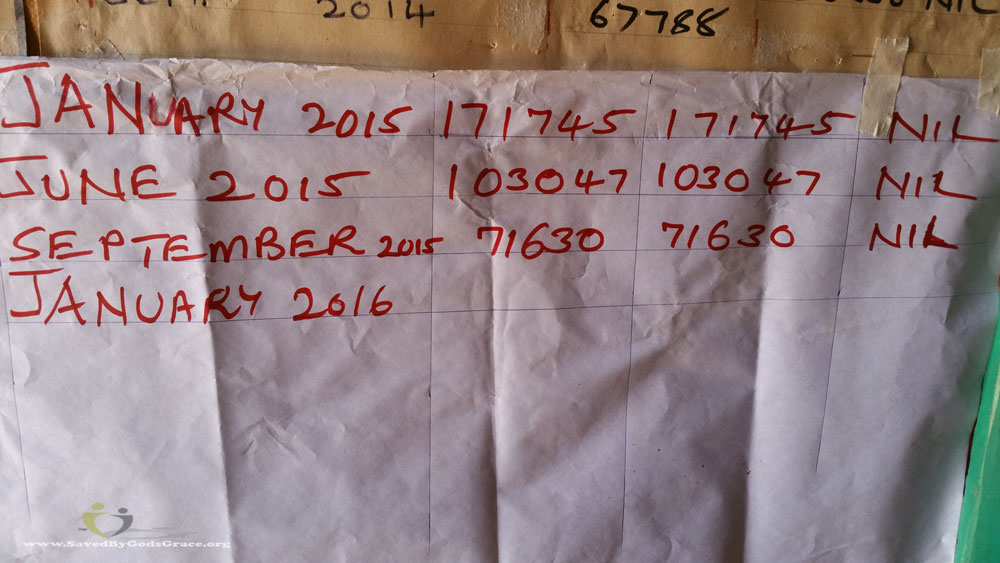 2014 67788 NIL
JANUARY 2015 171745 171745 NIL
JUNE 2015 103047 103047 NIL
SEPTEMBER 2015 71630 71630 NIL
JANUARY 2016
www.SavedByGodsGrace.org